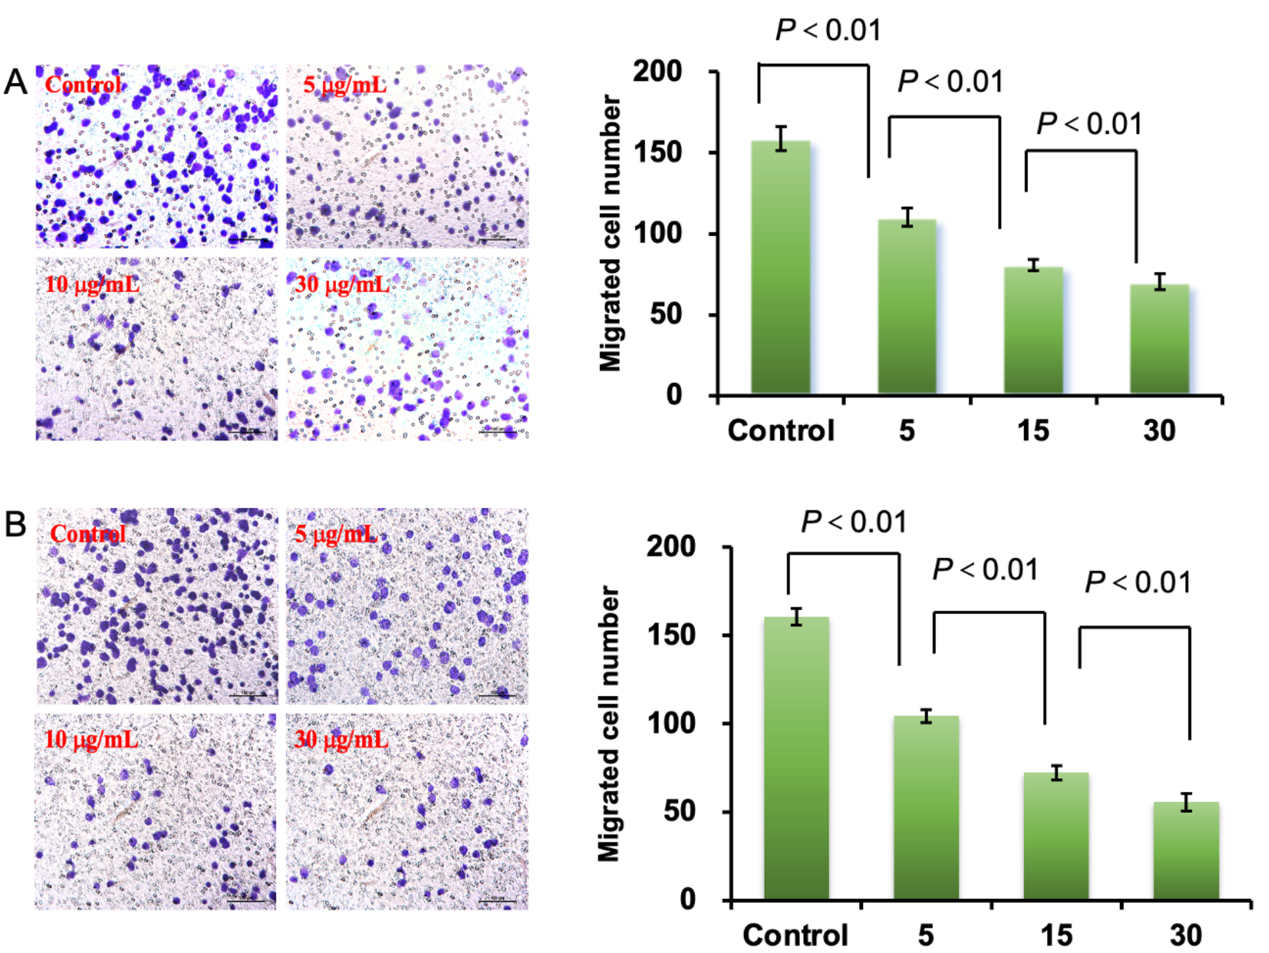 A
Control
5 μg/mL
10 μg/mL
30 μg/mL
P < 0.01
P < 0.01
P < 0.01
Migrated cell number
200
150
100
50
0
Control 5 15 30
B
Control
5 μg/mL
10 μg/mL
30 μg/mL
P < 0.01
P < 0.01
P < 0.01
Migrated cell number
200
150
100
50
0
Control 5 15 30